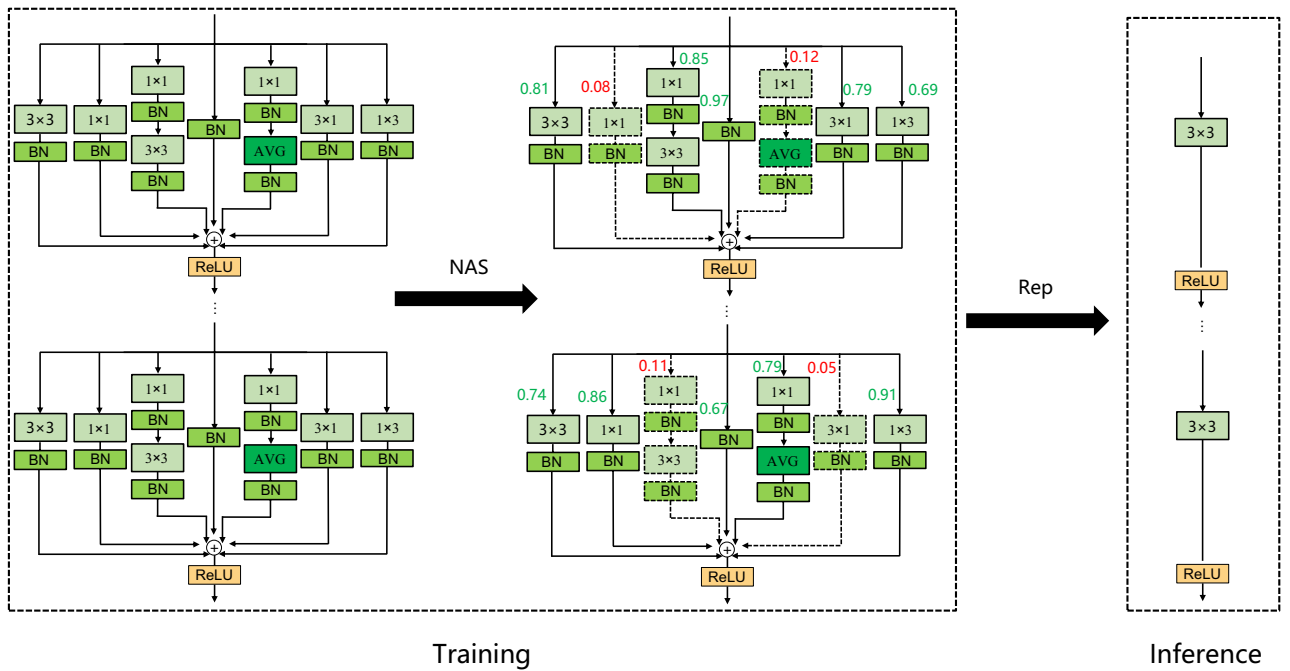 1×1 1×1
3×3 1×1 BN BN BN 3×1 1×3
BN BN 3×3 AVG BN BN
BN BN
+
ReLU
⋮
1×1 1×1
3×3 1×1 BN BN BN 3×1 1×3
BN BN 3×3 AVG BN BN
BN BN
+
ReLU
NAS
0.81 0.08 0.85 0.97 0.12 0.79 0.69
1×1 1×1
3×3 1×1 BN BN BN 3×1 1×3
BN BN 3×3 AVG BN BN
BN BN
+
ReLU
⋮
0.74 0.86 0.11 0.67 0.79 0.05 0.91
1×1 1×1
3×3 1×1 BN BN BN 3×1 1×3
BN BN 3×3 AVG BN BN
BN BN
+
ReLU
Rep
3×3
ReLU
⋮
3×3
ReLU
Training
Inference